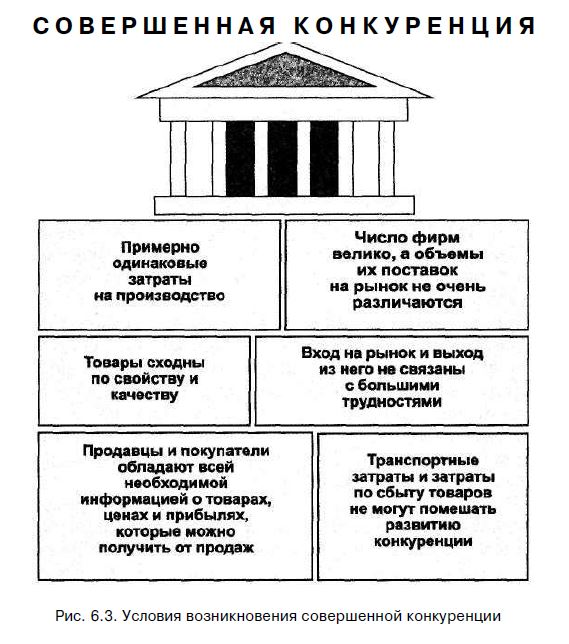 СОВЕРШЕННАЯ КОНКУРЕНЦИЯ
Примерно
одинаковые
затраты
на производство
Число фирм
велико, а объемы
их поставок
на рынок не очень
различаются
Товары сходны
по свойству и
качеству
Вход на рынок и выход
из него не связаны
с большими
трудностями
Продавцы и покупатели
обладают всей
необходимой
информацией о товарах,
ценах и прибылях,
которые можно
получить от продаж
Транспортные
затраты и затраты
по сбыту товаров
не могут помешать
развитию
конкуренции
Рис. 6.3. Условия возникновения совершенной конкуренции